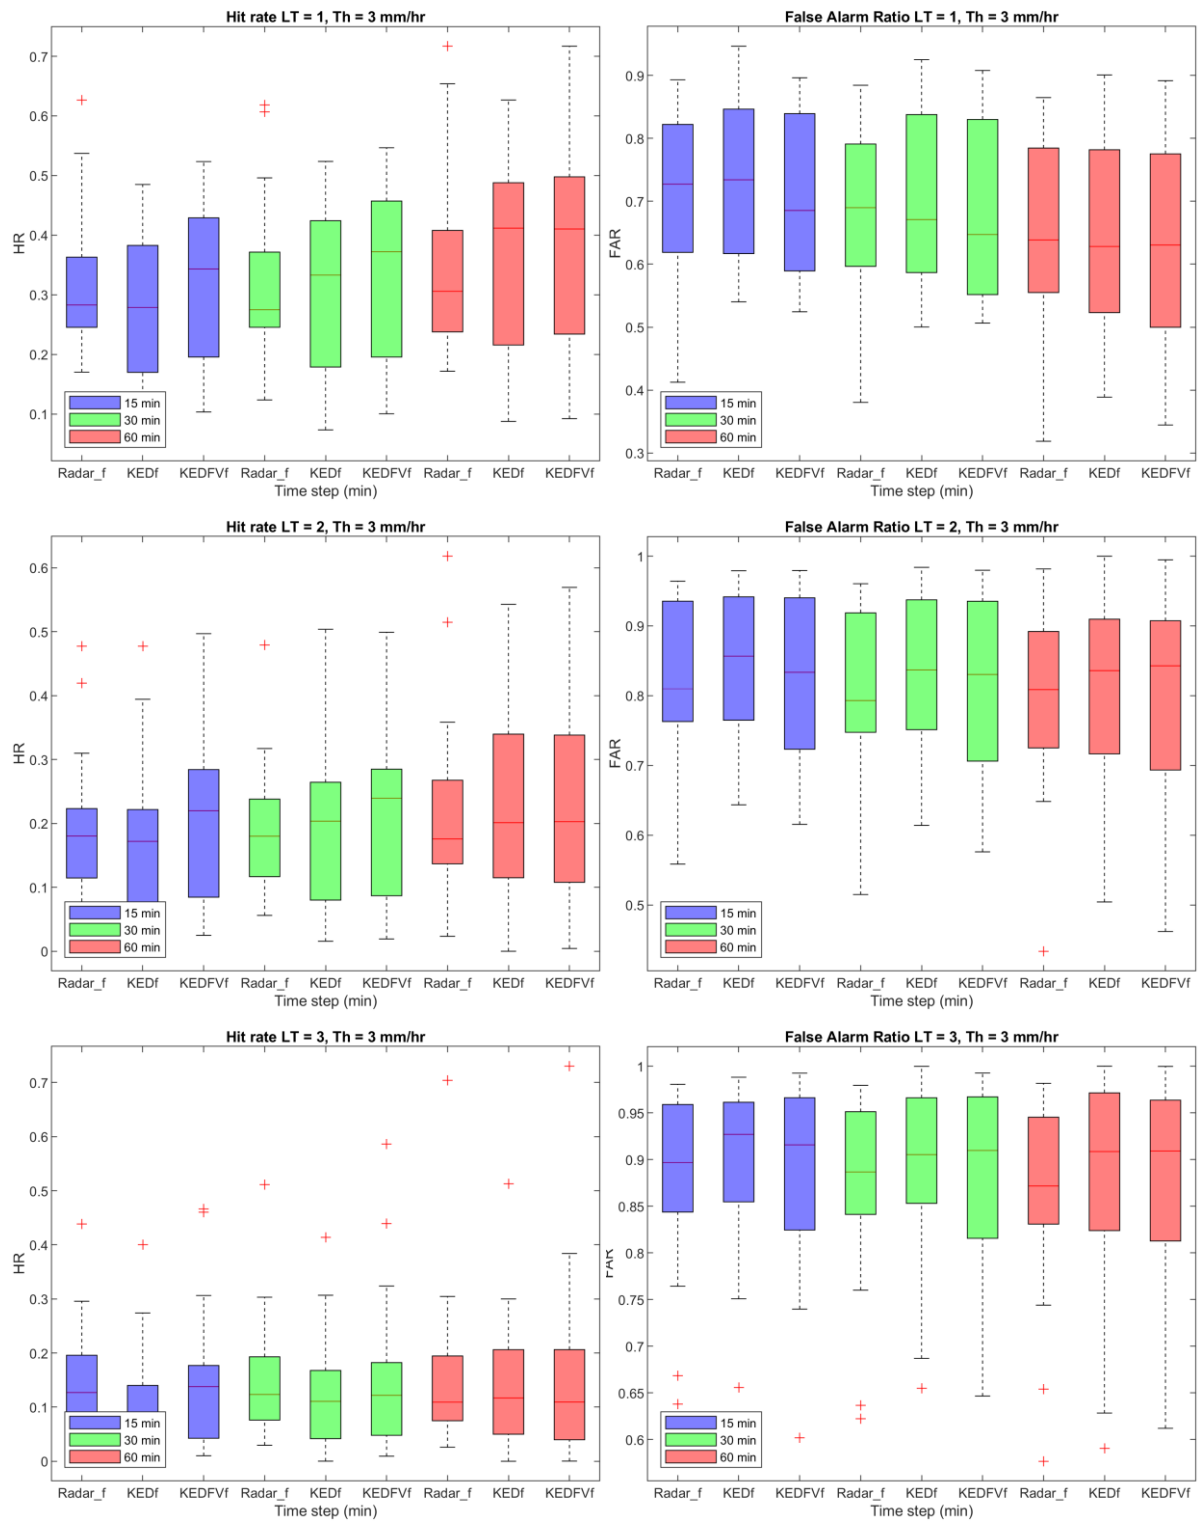 Hit rate LT = 1, Th = 3 mm/hr
0.7
0.6
0.5
0.4
0.3
0.2
0.1
HR
15 min
30 min
60 min
Radar_f KEDf KEDFVf Radar_f KEDf KEDFVf Radar_f KEDf KEDFVf
Time step (min)
False Alarm Ratio LT = 1, Th = 3 mm/hr
0.9
0.8
0.7
0.6
0.5
0.4
0.3
FAR
15 min
30 min
60 min
Radar_f KEDf KEDFVf Radar_f KEDf KEDFVf Radar_f KEDf KEDFVf
Time step (min)
Hit rate LT = 2, Th = 3 mm/hr
0.6
0.5
0.4
0.3
0.2
0.1
0
HR
15 min
30 min
60 min
Radar_f KEDf KEDFVf Radar_f KEDf KEDFVf Radar_f KEDf KEDFVf
Time step (min)
False Alarm Ratio LT = 2, Th = 3 mm/hr
1
0.9
0.8
0.7
0.6
0.5
FAR
15 min
30 min
60 min
Radar_f KEDf KEDFVf Radar_f KEDf KEDFVf Radar_f KEDf KEDFVf
Time step (min)
Hit rate LT = 3, Th = 3 mm/hr
0.7
0.6
0.5
0.4
0.3
0.2
0.1
0
HR
15 min
30 min
60 min
Radar_f KEDf KEDFVf Radar_f KEDf KEDFVf Radar_f KEDf KEDFVf
Time step (min)
False Alarm Ratio LT = 3, Th = 3 mm/hr
1
0.95
0.9
0.85
0.8
0.75
0.7
0.65
0.6
FAR
15 min
30 min
60 min
Radar_f KEDf KEDFVf Radar_f KEDf KEDFVf Radar_f KEDf KEDFVf
Time step (min)